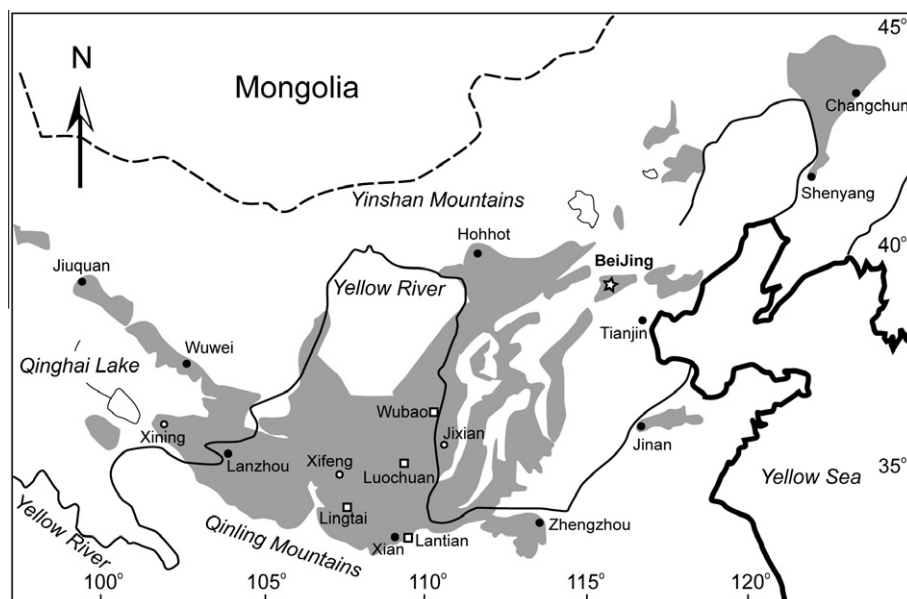 45°
N
Mongolia
Changchun
Yinshan Mountains
Shenyang
Hohhot
40°
BeiJing
Jiuquan
Yellow River
Tianjin
Wuwei
Qinghai Lake
Wubao
Jixian
Xining
Jinan
Lanzhou
Xifeng
Luochuan
35°
Yellow Sea
Lingtai
Yellow River
Qinling Mountains
Zhengzhou
Xian
Lantian
100°
105°
110°
115°
120°